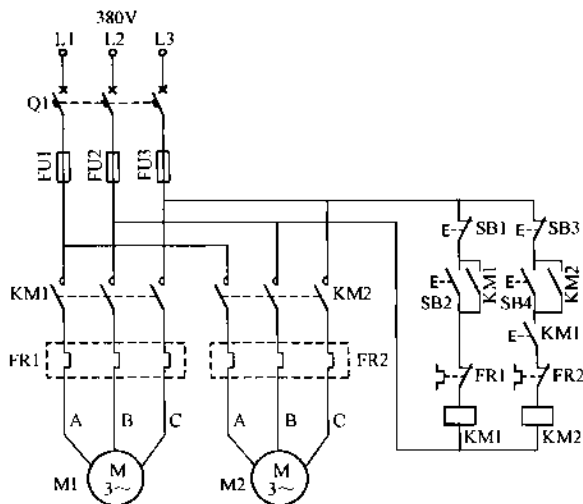 380V
L1 L2 L3
Q1
FU1 FU2 FU3
SB1 SB3
KM1 KM2
KM1 KM2
SB2 SB4
KM1
FR1 FR2 FR1 FR2
A B C A B C
KM1 KM2
M1 M 3~ M2 M 3~
E E
E E
E